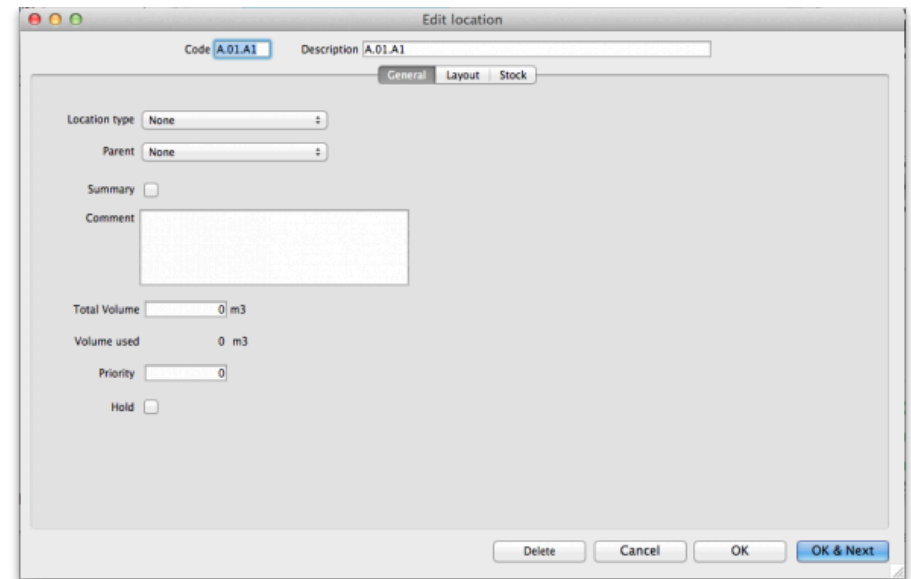 Edit location
Code A.01.A1 Description A.01.A1
General Layout Stock
Location type None
Parent None
Summary
Comment
Total Volume 0 m3
Volume used 0 m3
Priority 0
Hold
Delete Cancel OK OK & Next